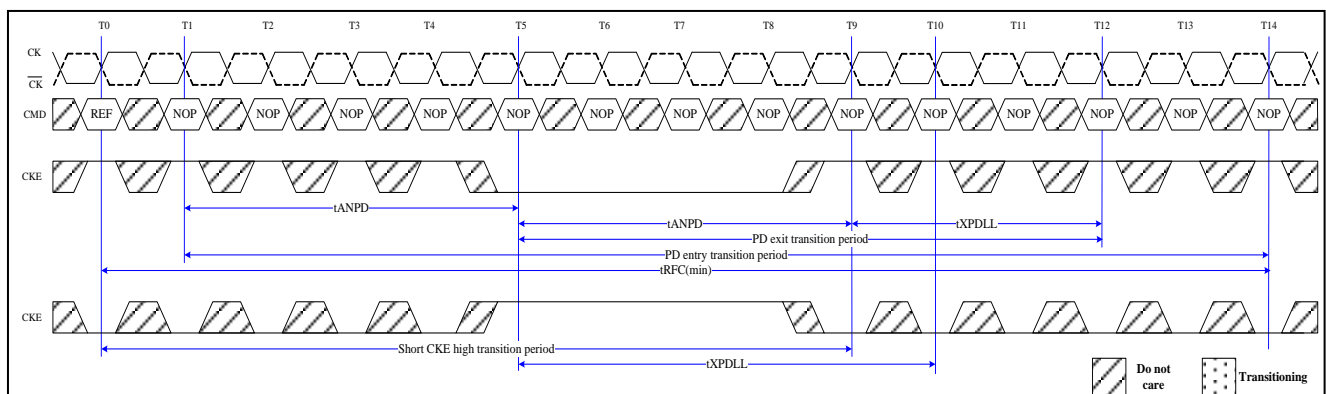 T0 T1 T2 T3 T4 T5 T6 T7 T8 T9 T10 T11 T12 T13 T14
CK
CK
CMD REF NOP NOP NOP NOP NOP NOP NOP NOP NOP NOP NOP NOP NOP NOP
CKE
tANPD
tANPD tXPDLL
PD exit transition period
PD entry transition period
tRFC(min)
CKE
Short CKE high transition period
tXPDLL
Do not care
Transitioning